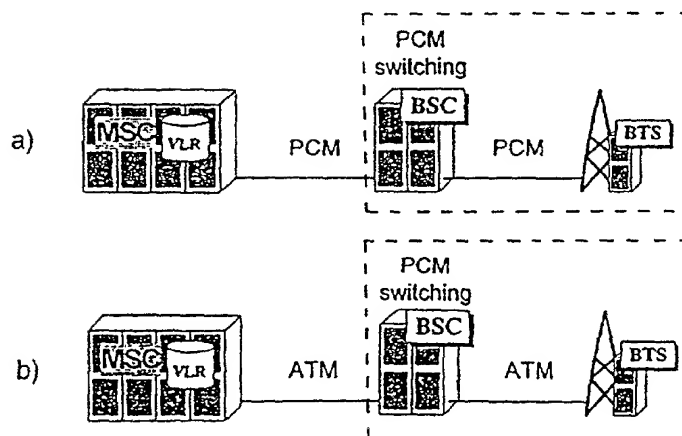 PCM
switching
BSC
MSC
VLR
BTS
a)
PCM
PCM
PCM
switching
BSC
MSC
VLR
BTS
b)
ATM
ATM